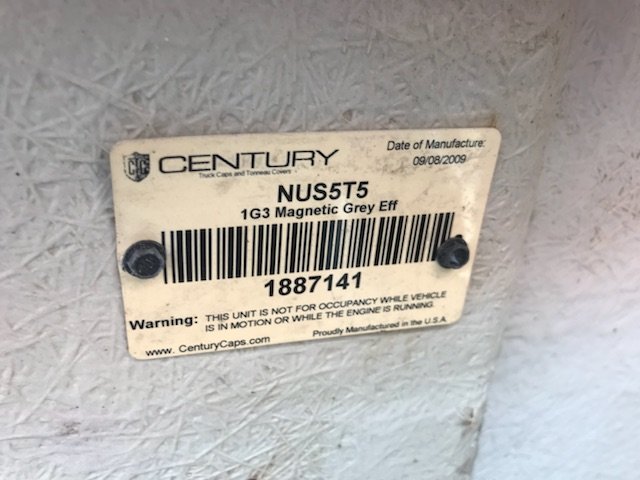 CTC CENTURY
Truck Caps and Tonneau Covers
Date of Manufacture:
09/08/2009
NUS5T5
1G3 Magnetic Grey Eff
1887141
Warning: THIS UNIT IS NOT FOR OCCUPANCY WHILE VEHICLE
IS IN MOTION OR WHILE THE ENGINE IS RUNNING.
www. CenturyCaps.com
Proudly Manufactured in the U.S.A.